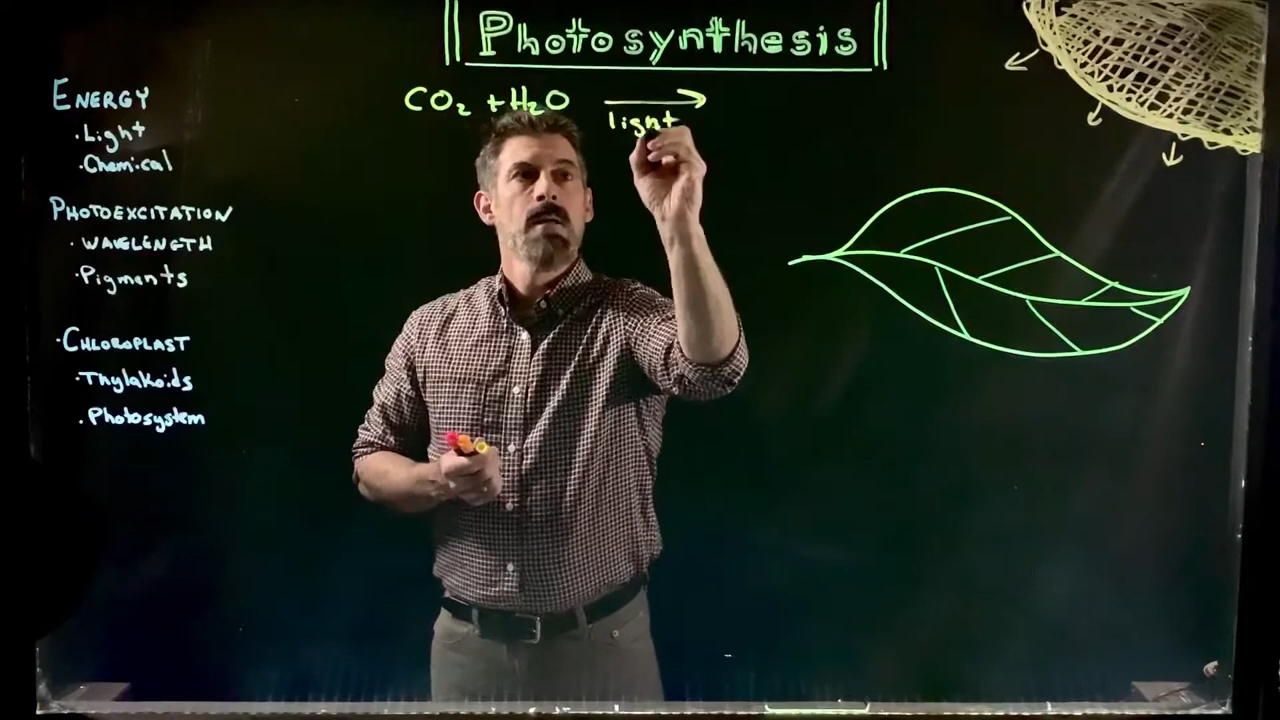 Photosynthesis
CO₂ + H₂O → light
ENERGY
· Light
· Chemical
PHOTOEXCITATION
· WAVELENGTH
· Pigments
· CHLOROPLAST
· Thylakoids
· Photosystem